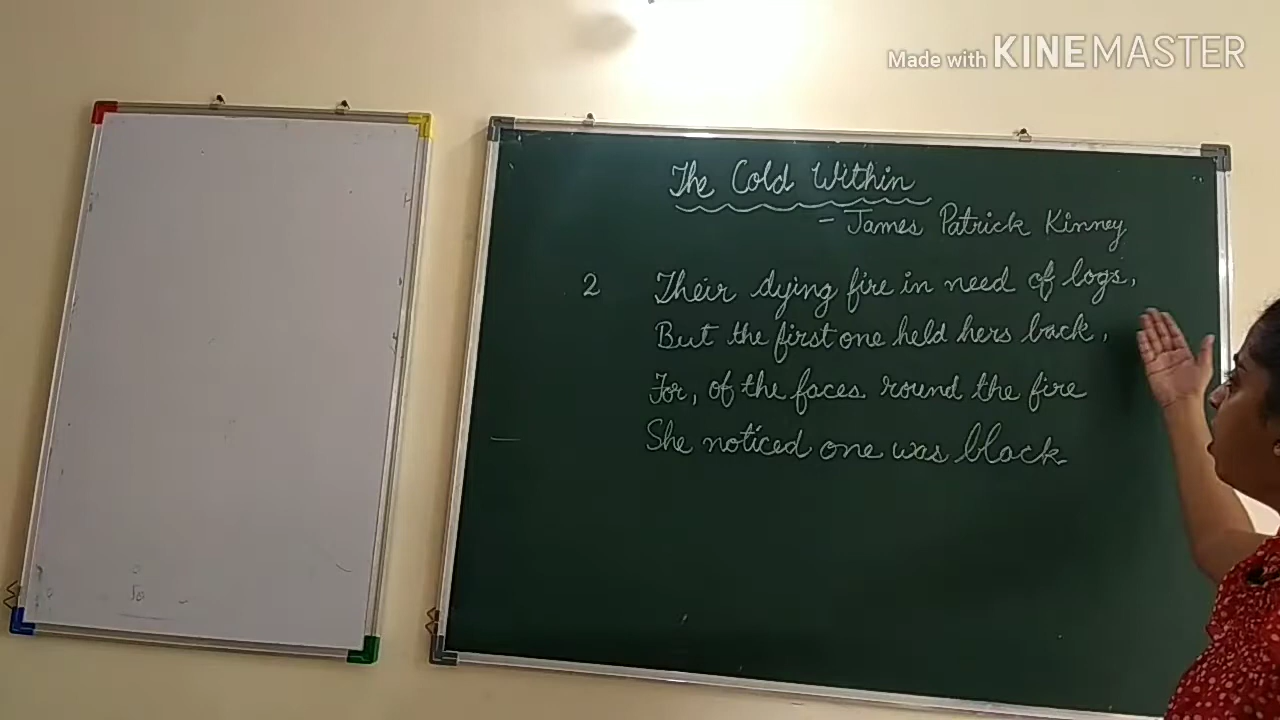 Made with KINEMASTER
The Cold Within
- James Patrick Kinney
2 Their dying fire in need of logs,
But the first one held hers back,
For, of the faces round the fire
She noticed one was black.